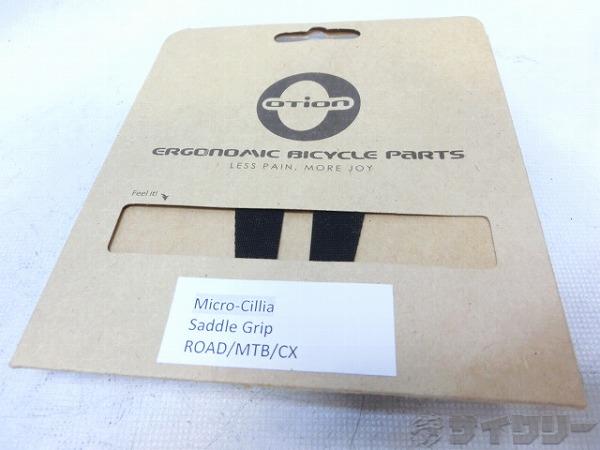 OTION
ERGONOMIC BICYCLE PARTS
LESS PAIN, MORE JOY
Feel it!
Micro-Cillia
Saddle Grip
ROAD/MTB/CX
サイクリー